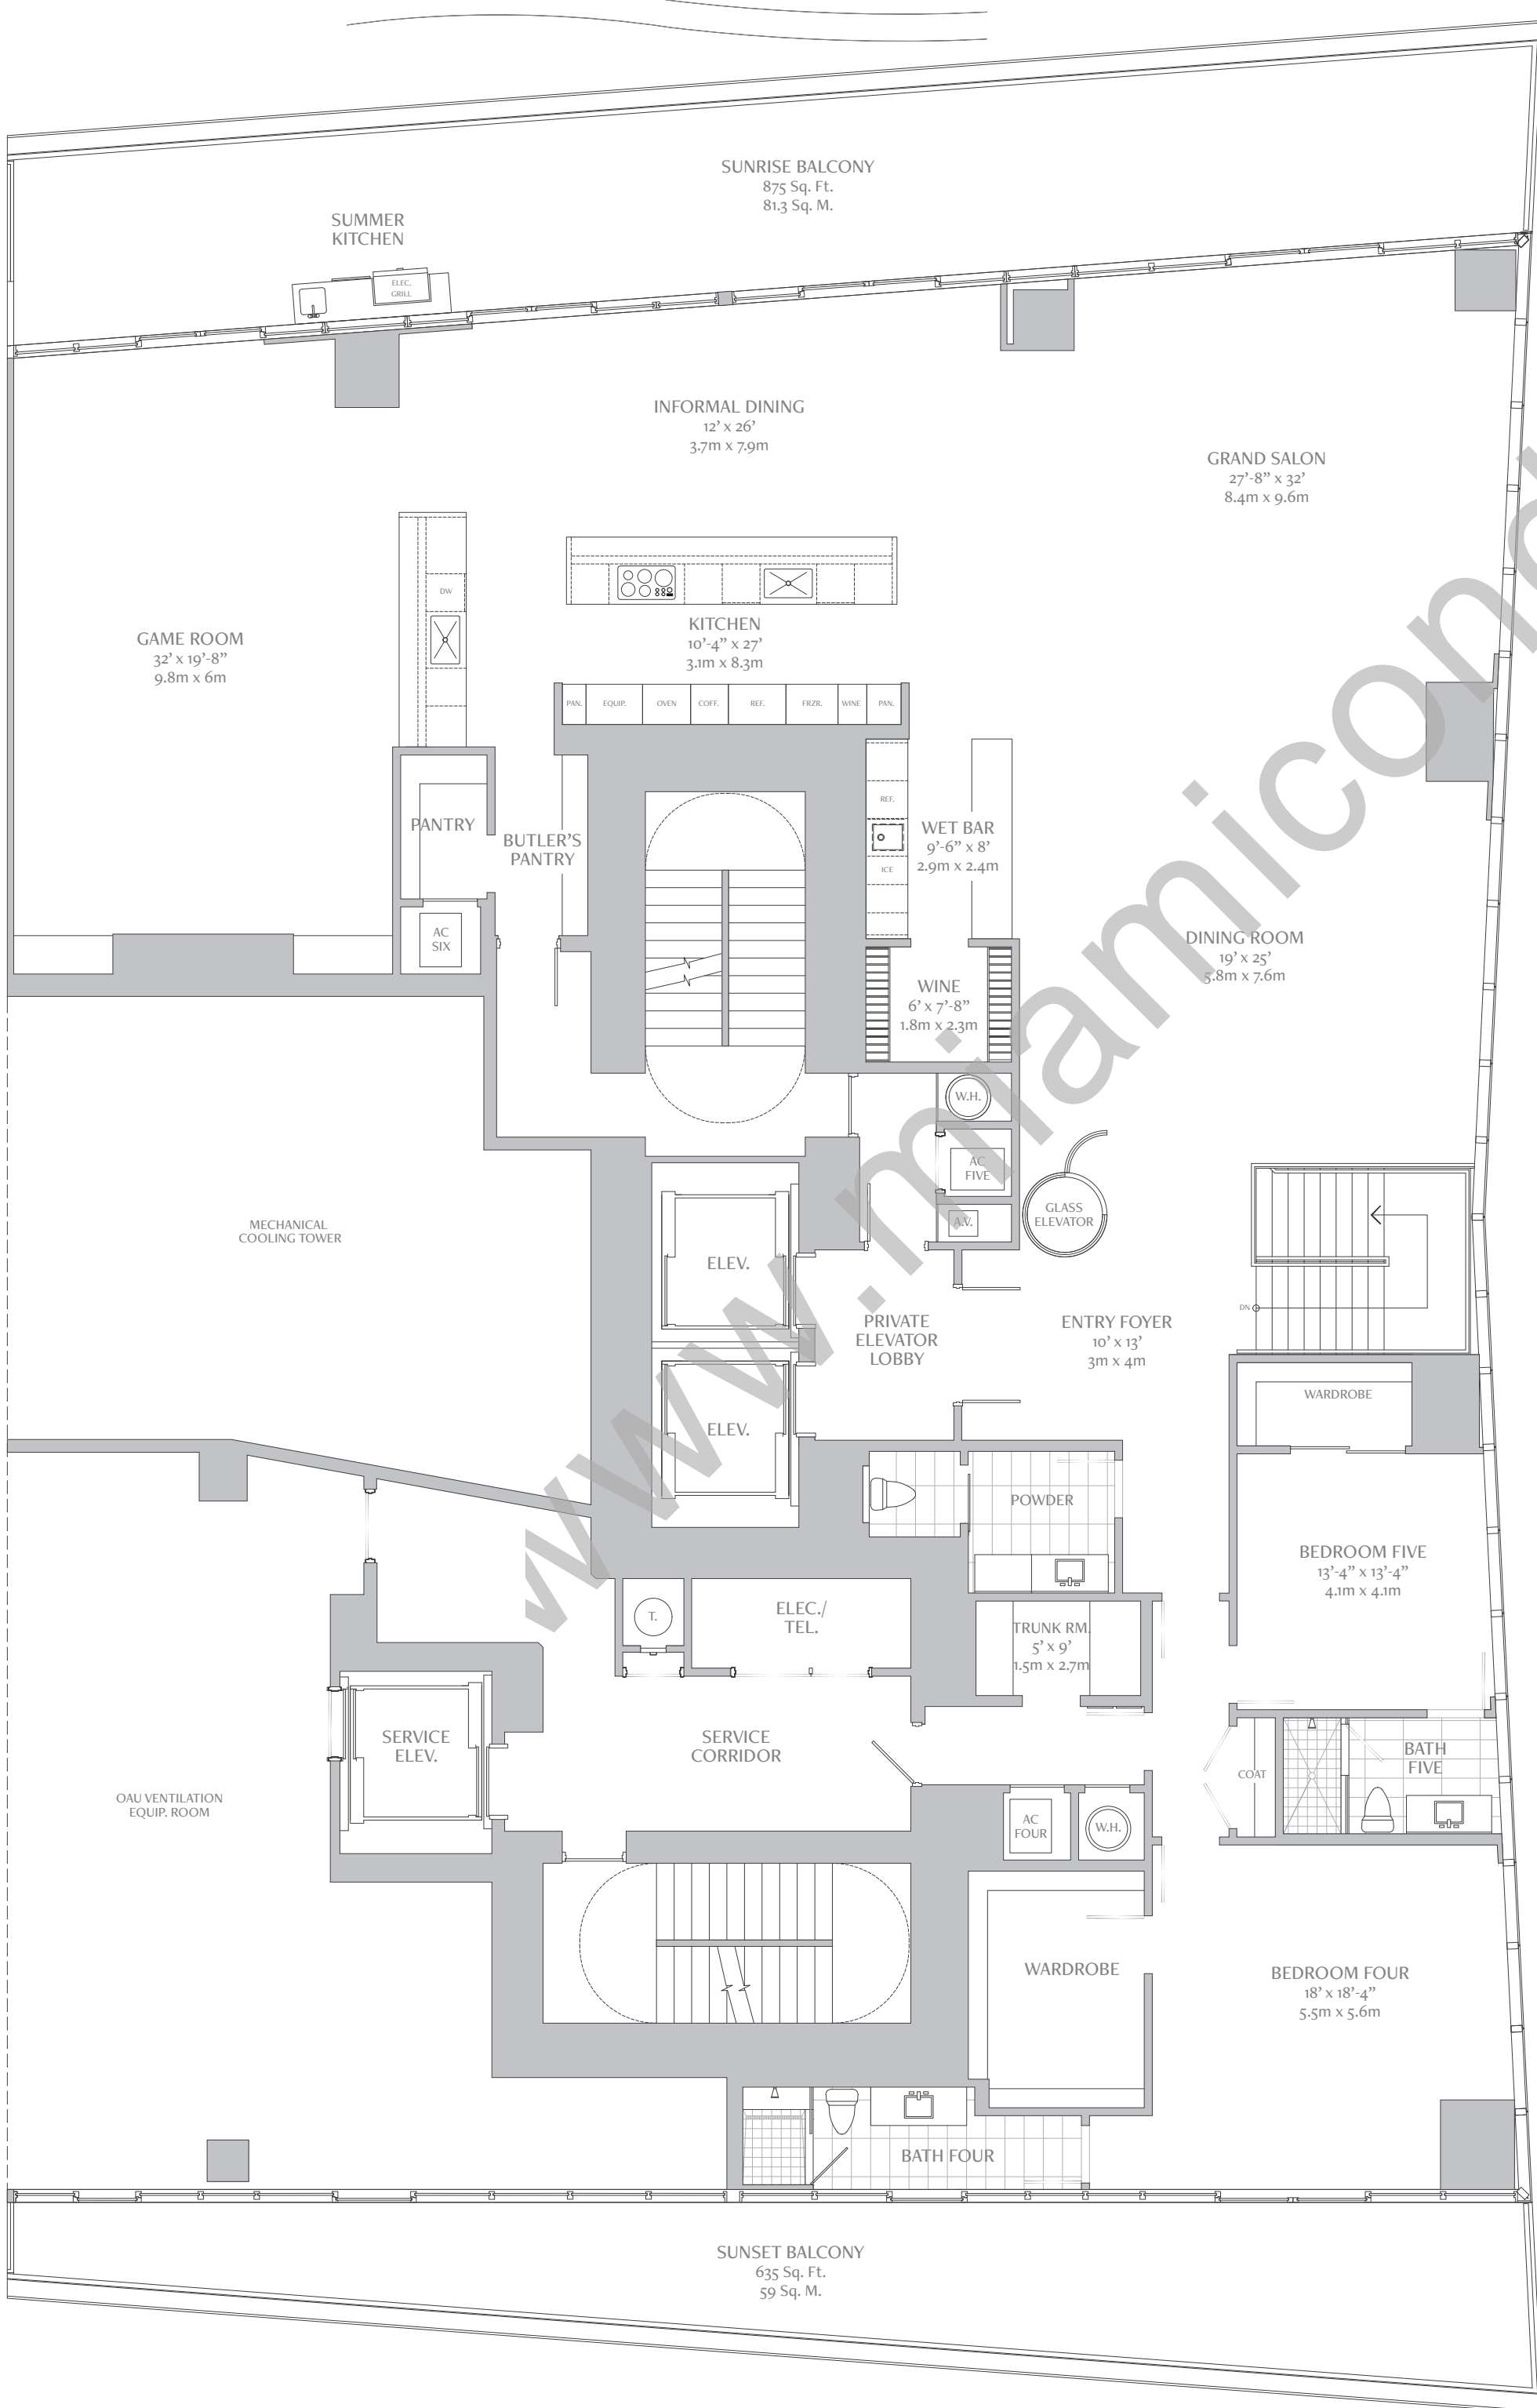 SUNRISE BALCONY
875 Sq. Ft.
81.3 Sq. M.
SUMMER
KITCHEN
ELEC.
GRILL
INFORMAL DINING
12’ x 26’
3.7m x 7.9m
GRAND SALON
27’-8” x 32’
8.4m x 9.6m
DW
GAME ROOM
32’ x 19’-8”
9.8m x 6m
KITCHEN
10’-4” x 27’
3.1m x 8.3m
PAN.
EQUIP.
OVEN
COFF.
REF.
FRZR.
WINE
PAN.
PANTRY
BUTLER’S
PANTRY
REF.
ICE
WET BAR
9’-6” x 8’
2.9m x 2.4m
AC
SIX
DINING ROOM
19’ x 25’
5.8m x 7.6m
WINE
6’ x 7’-8”
1.8m x 2.3m
W.H.
AC
FIVE
A.V.
GLASS
ELEVATOR
MECHANICAL
COOLING TOWER
ELEV.
ELEV.
PRIVATE
ELEVATOR
LOBBY
ENTRY FOYER
10’ x 13’
3m x 4m
DN
WARDROBE
POWDER
BEDROOM FIVE
13’-4” x 13’-4”
4.1m x 4.1m
T.
ELEC./
TEL.
TRUNK RM.
5’ x 9’
1.5m x 2.7m
SERVICE
ELEV.
SERVICE
CORRIDOR
COAT
BATH
FIVE
OAU VENTILATION
EQUIP. ROOM
AC
FOUR
W.H.
WARDROBE
BEDROOM FOUR
18’ x 18’-4”
5.5m x 5.6m
BATH FOUR
SUNSET BALCONY
635 Sq. Ft.
59 Sq. M.
www.miamicon